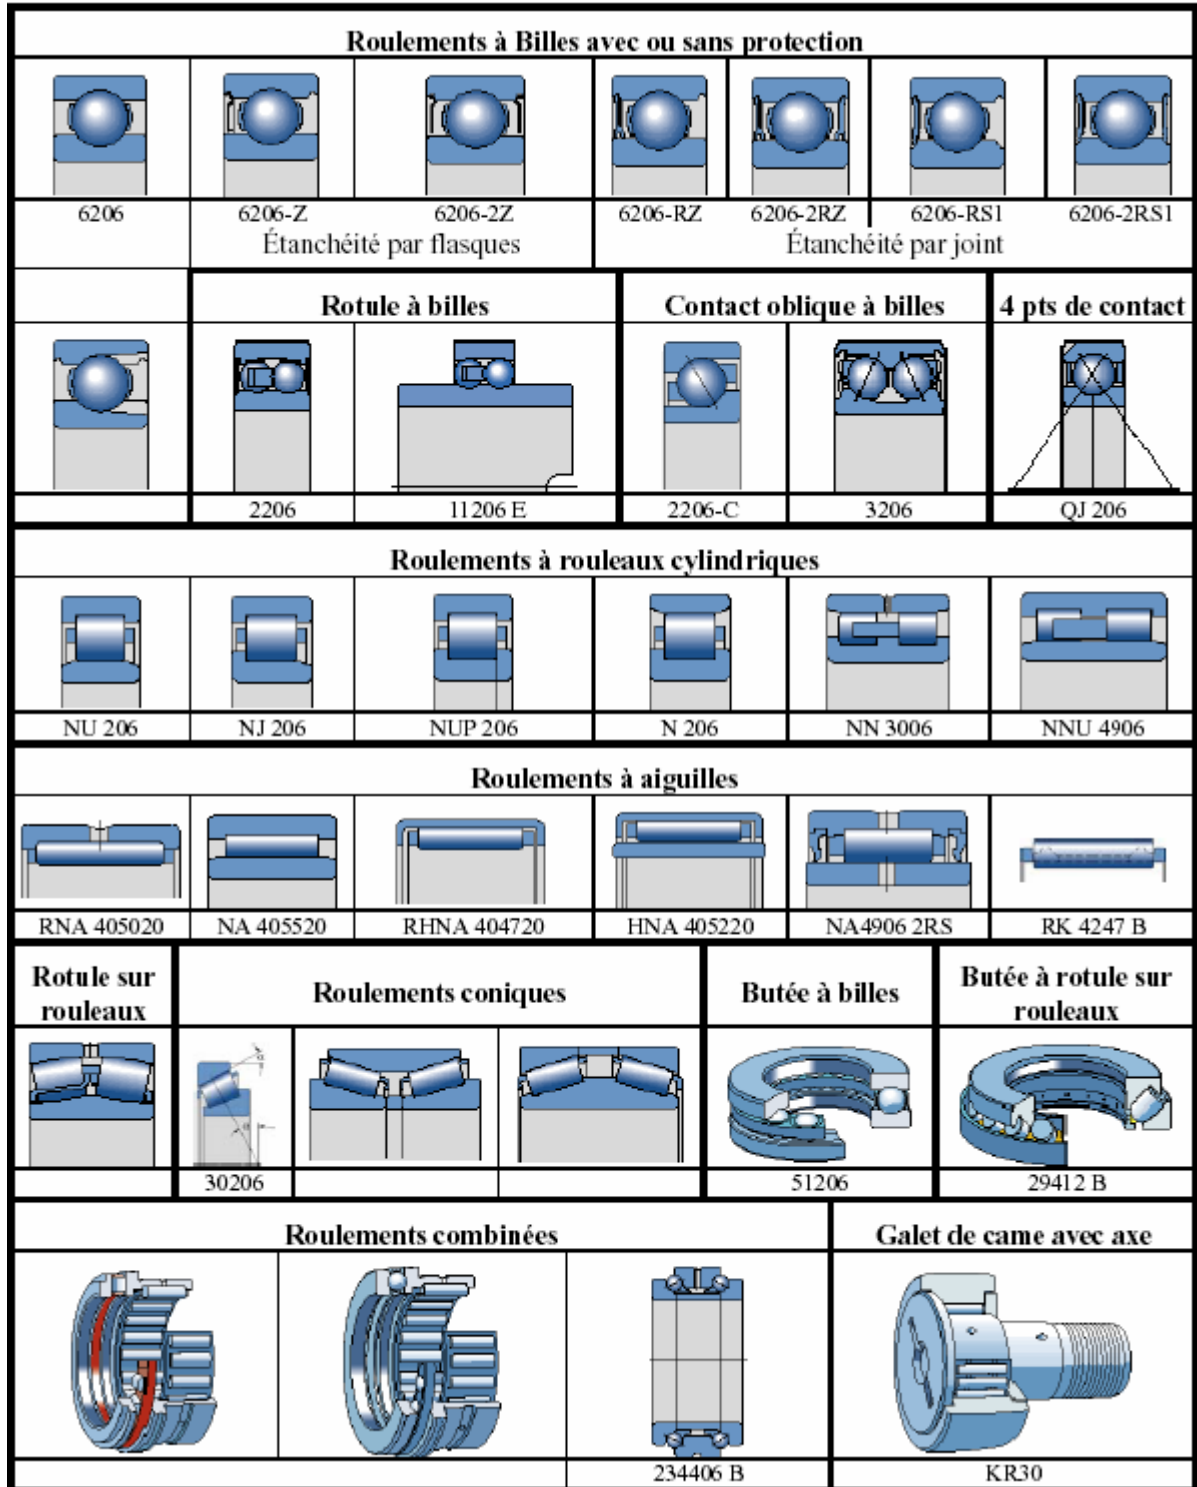 Roulements à Billes avec ou sans protection
6206
6206-Z
6206-2Z
6206-RZ
6206-2RZ
6206-RS1
6206-2RS1
Étanchéité par flasques
Étanchéité par joint
Rotule à billes
Contact oblique à billes
4 pts de contact
2206
11206 E
2206-C
3206
QJ 206
Roulements à rouleaux cylindriques
NU 206
NJ 206
NUP 206
N 206
NN 3006
NNU 4906
Roulements à aiguilles
RNA 405020
NA 405520
RHNA 404720
HNA 405220
NA4906 2RS
RK 4247 B
Rotule sur
rouleaux
Roulements coniques
Butée à billes
Butée à rotule sur
rouleaux
30206
51206
29412 B
Roulements combinées
Galet de came avec axe
234406 B
KR30